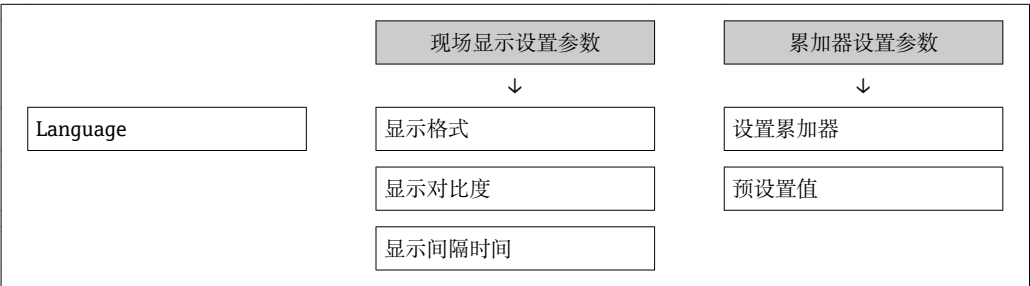 现场显示设置参数
累加器设置参数
↓
↓
Language
显示格式
设置累加器
显示对比度
预设置值
显示间隔时间